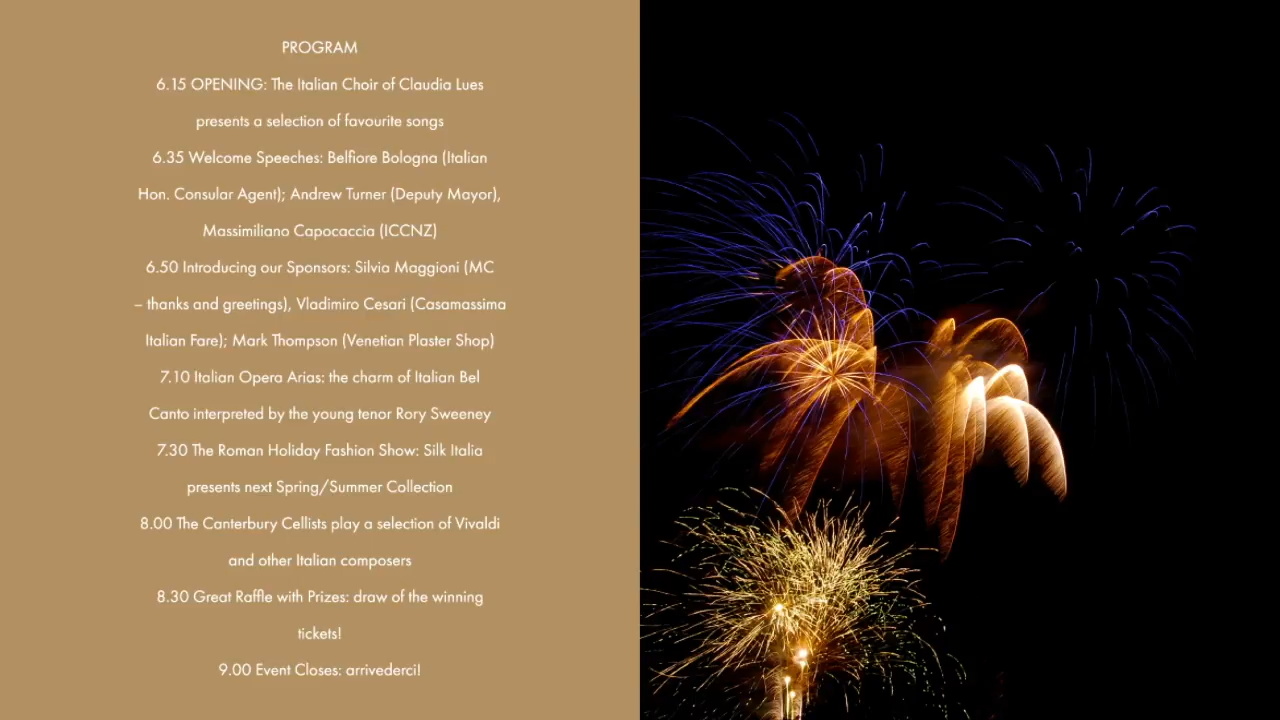 PROGRAM
6.15 OPENING: The Italian Choir of Claudia Lues
presents a selection of favourite songs
6.35 Welcome Speeches: Belfiore Bologna (Italian
Hon. Consular Agent); Andrew Turner (Deputy Mayor),
Massimiliano Capocaccia (ICCNZ)
6.50 Introducing our Sponsors: Silvia Maggioni (MC
– thanks and greetings), Vladimiro Cesari (Casamassima
Italian Fare); Mark Thompson (Venetian Plaster Shop)
7.10 Italian Opera Arias: the charm of Italian Bel
Canto interpreted by the young tenor Rory Sweeney
7.30 The Roman Holiday Fashion Show: Silk Italia
presents next Spring/Summer Collection
8.00 The Canterbury Cellists play a selection of Vivaldi
and other Italian composers
8.30 Great Raffle with Prizes: draw of the winning
tickets!
9.00 Event Closes: arrivederci!